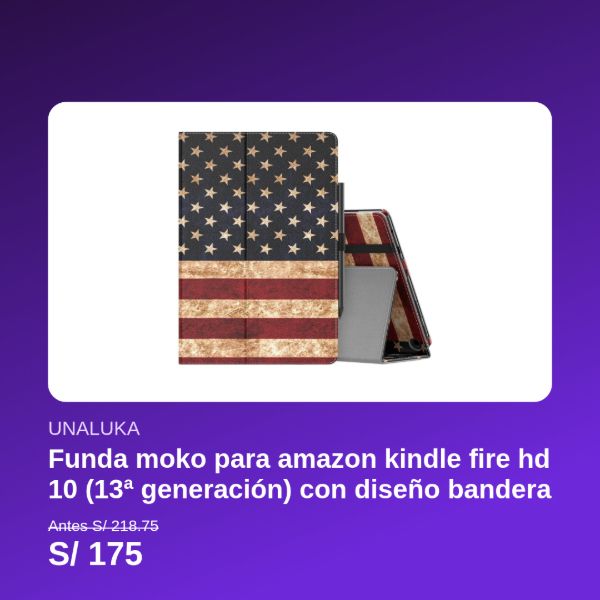 UNALUKA
Funda moko para amazon kindle fire hd
10 (13ª generación) con diseño bandera
Antes S/ 218.75
S/ 175